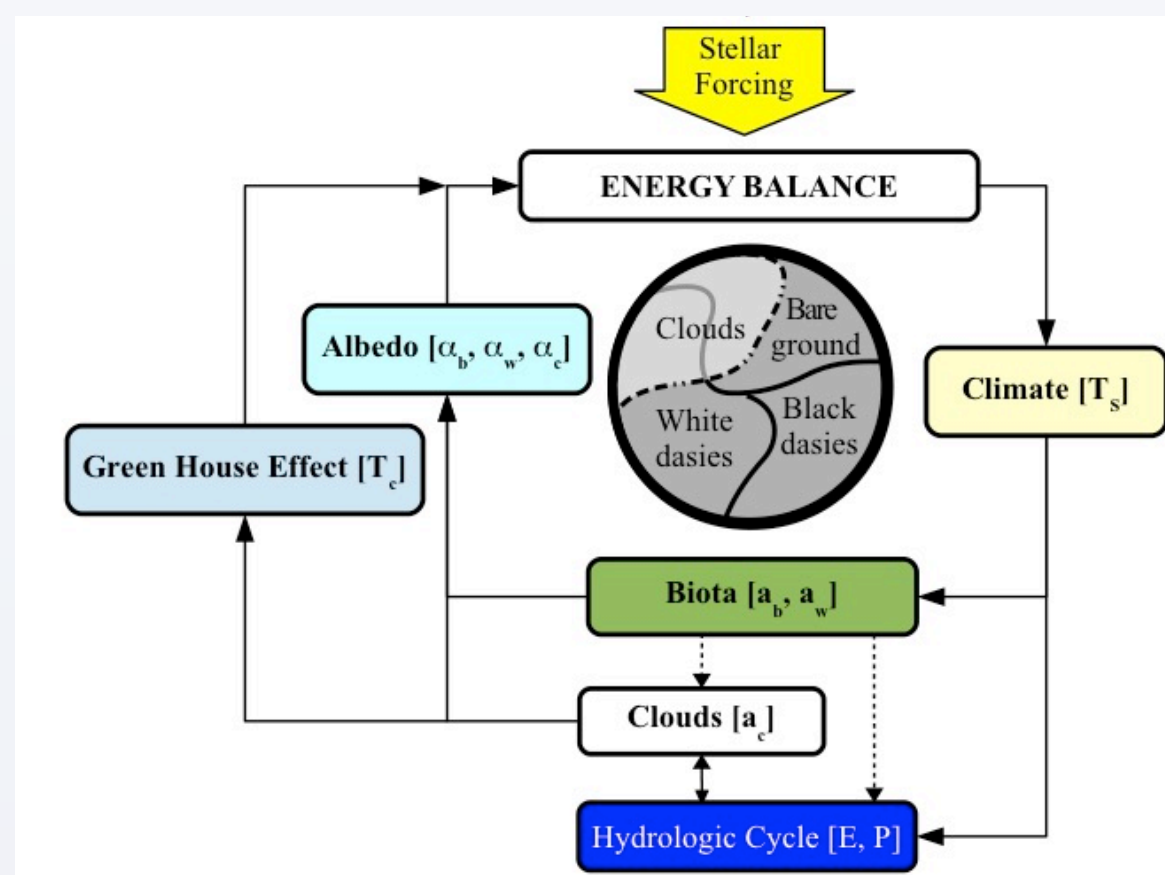 Stellar
Forcing
ENERGY BALANCE
Clouds
Bare
ground
Albedo [αb, αw, αc]
Climate [TS]
White
dasies
Black
dasies
Green House Effect [Tc]
Biota [ab, aw]
Clouds [ac]
Hydrologic Cycle [E, P]